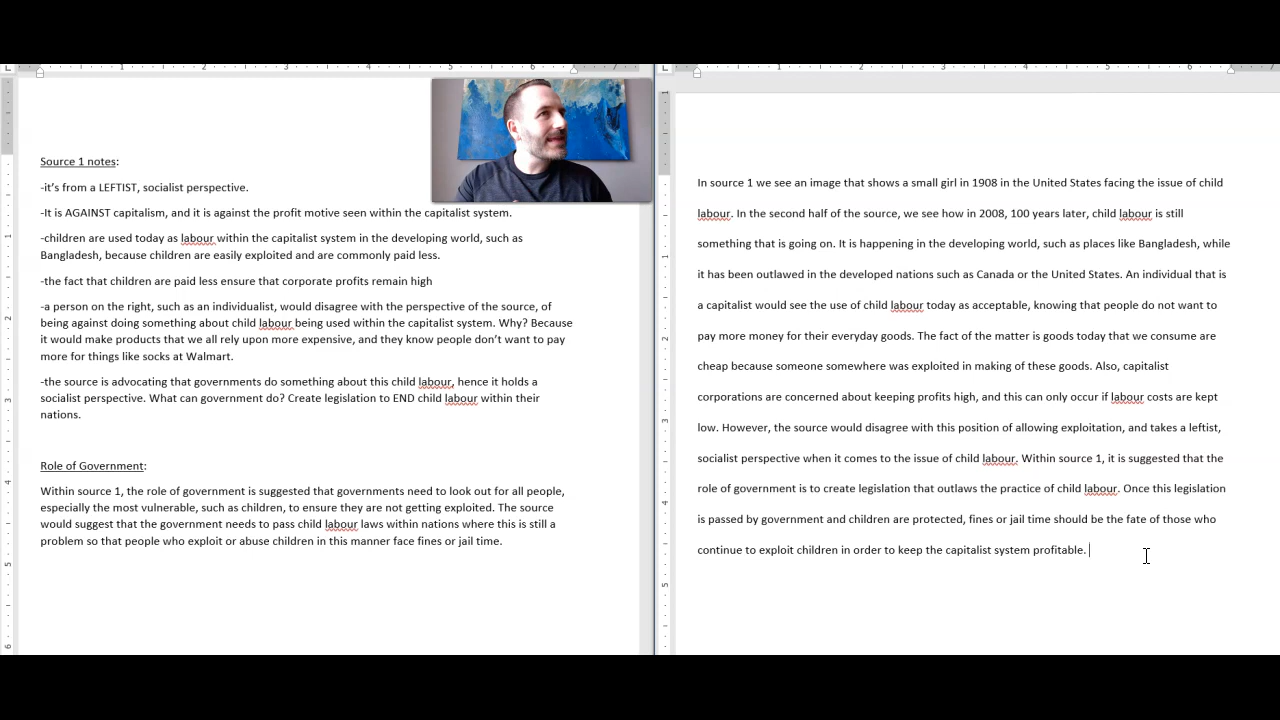 Source 1 notes:
-it's from a LEFTIST, socialist perspective.
-It is AGAINST capitalism, and it is against the profit motive seen within the capitalist system.
-children are used today as labour within the capitalist system in the developing world, such as
Bangladesh, because children are easily exploited and are commonly paid less.
-the fact that children are paid less ensure that corporate profits remain high
-a person on the right, such as an individualist, would disagree with the perspective of the source, of
being against doing something about child labour being used within the capitalist system. Why? Because
it would make products that we all rely upon more expensive, and they know people don't want to pay
more for things like socks at Walmart.
-the source is advocating that governments do something about this child labour, hence it holds a
socialist perspective. What can government do? Create legislation to END child labour within their
nations.
Role of Government:
Within source 1, the role of government is suggested that governments need to look out for all people,
especially the most vulnerable, such as children, to ensure they are not getting exploited. The source
would suggest that the government needs to pass child labour laws within nations where this is still a
problem so that people who exploit or abuse children in this manner face fines or jail time.
In source 1 we see an image that shows a small girl in 1908 in the United States facing the issue of child
labour. In the second half of the source, we see how in 2008, 100 years later, child labour is still
something that is going on. It is happening in the developing world, such as places like Bangladesh, while
it has been outlawed in the developed nations such as Canada or the United States. An individual that is
a capitalist would see the use of child labour today as acceptable, knowing that people do not want to
pay more money for their everyday goods. The fact of the matter is goods today that we consume are
cheap because someone somewhere was exploited in making of these goods. Also, capitalist
corporations are concerned about keeping profits high, and this can only occur if labour costs are kept
low. However, the source would disagree with this position of allowing exploitation, and takes a leftist,
socialist perspective when it comes to the issue of child labour. Within source 1, it is suggested that the
role of government is to create legislation that outlaws the practice of child labour. Once this legislation
is passed by government and children are protected, fines or jail time should be the fate of those who
continue to exploit children in order to keep the capitalist system profitable.